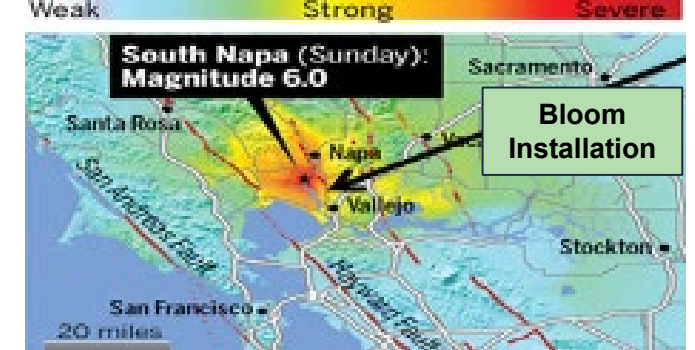 Weak Strong Severe
South Napa (Sunday):
Magnitude 6.0
Sacramento
Bloom
Installation
Santa Rosa
Napa
San Andreas Fault
Vallejo
Stockton
Hayward Fault
San Francisco
20 miles